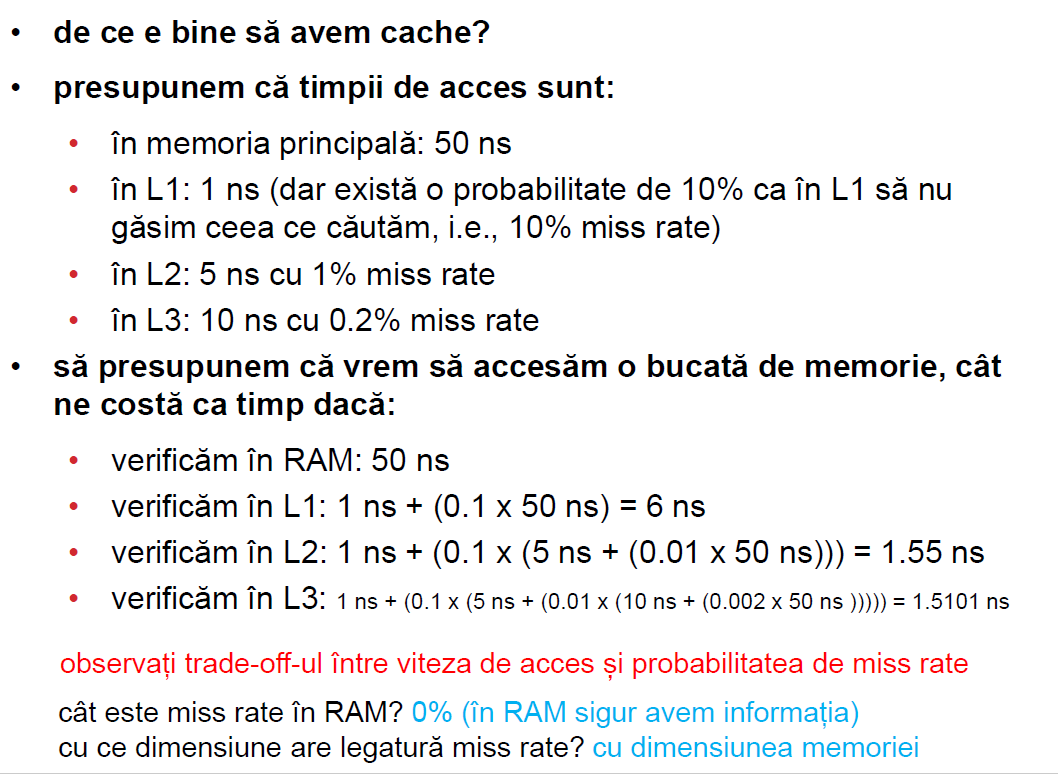 • de ce e bine să avem cache?
• presupunem că timpii de acces sunt:
• în memoria principală: 50 ns
• în L1: 1 ns (dar există o probabilitate de 10% ca în L1 să nu
găsim ceea ce căutăm, i.e., 10% miss rate)
• în L2: 5 ns cu 1% miss rate
• în L3: 10 ns cu 0.2% miss rate
• să presupunem că vrem să accesăm o bucată de memorie, cât
ne costă ca timp dacă:
• verificăm în RAM: 50 ns
• verificăm în L1: 1 ns + (0.1 x 50 ns) = 6 ns
• verificăm în L2: 1 ns + (0.1 x (5 ns + (0.01 x 50 ns))) = 1.55 ns
• verificăm în L3: 1 ns + (0.1 x (5 ns + (0.01 x (10 ns + (0.002 x 50 ns ))))) = 1.5101 ns
observați trade-off-ul între viteza de acces și probabilitatea de miss rate
cât este miss rate în RAM? 0% (în RAM sigur avem informația)
cu ce dimensiune are legatură miss rate? cu dimensiunea memoriei